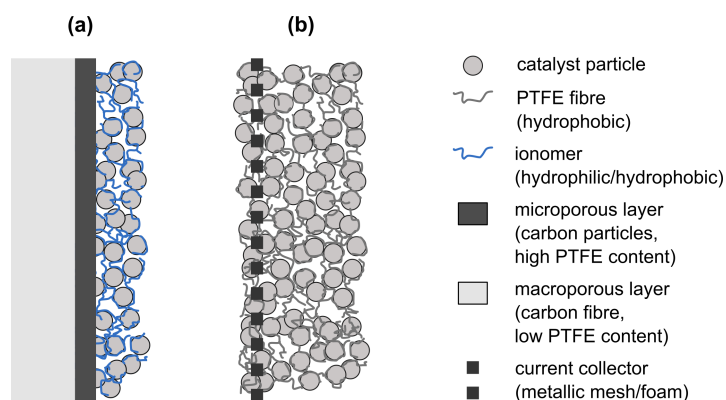 (a)
(b)
catalyst particle
PTFE fibre
(hydrophobic)
ionomer
(hydrophilic/hydrophobic)
microporous layer
(carbon particles,
high PTFE content)
macroporous layer
(carbon fibre,
low PTFE content)
current collector
(metallic mesh/foam)